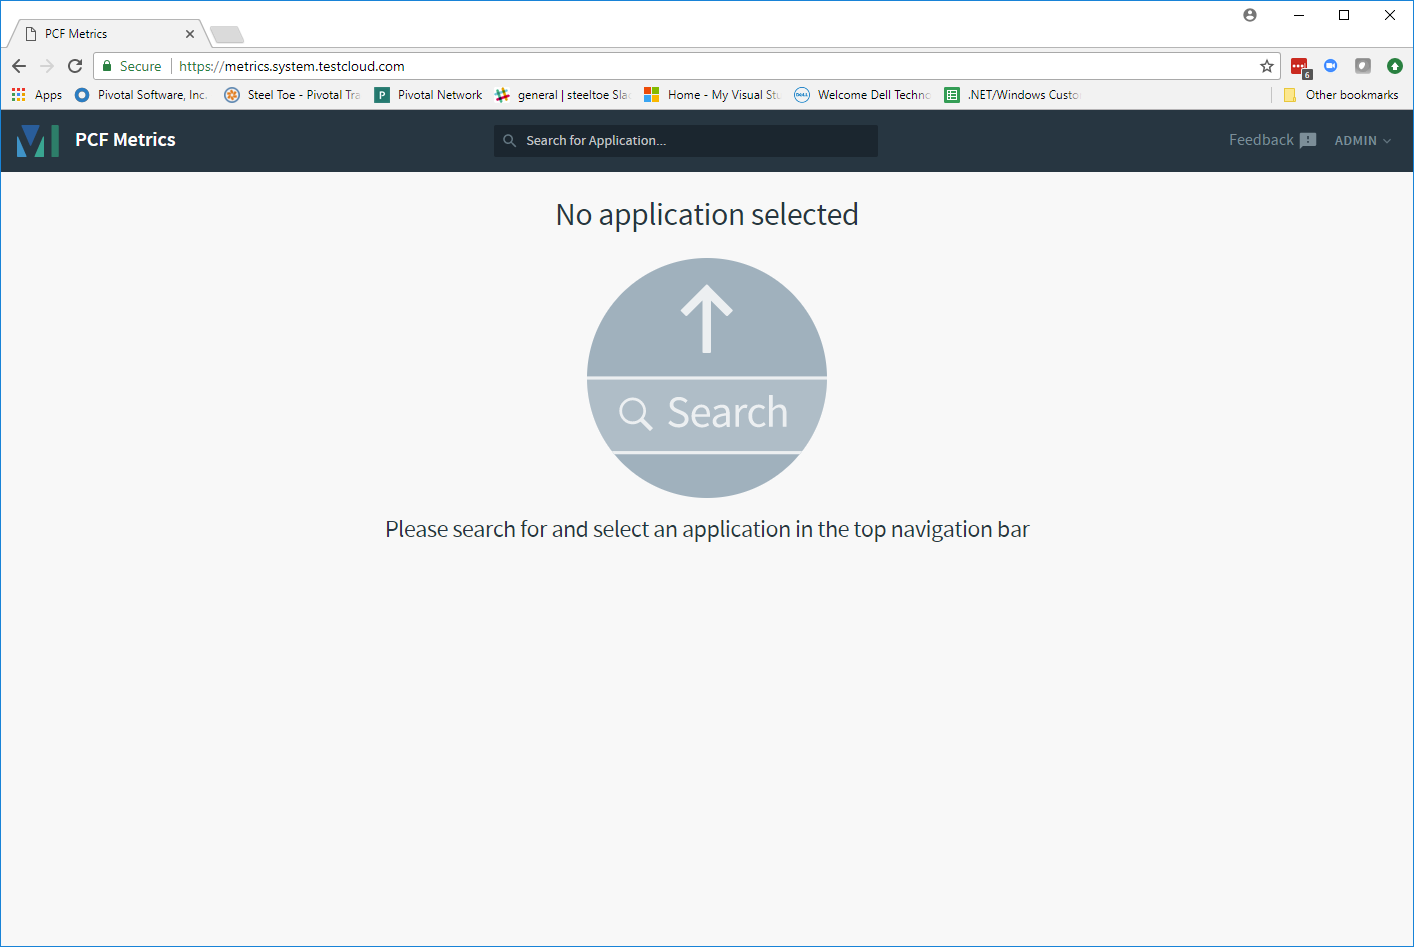 PCF Metrics
Secure https://metrics.system.testcloud.com
6
Apps Pivotal Software, Inc. Steel Toe - Pivotal Tra P Pivotal Network general | steeltoe Sla Home - My Visual Stu DELL Welcome Dell Techno .NET/Windows Custo Other bookmarks
PCF Metrics Search for Application... Feedback ADMIN
No application selected
Search
Please search for and select an application in the top navigation bar